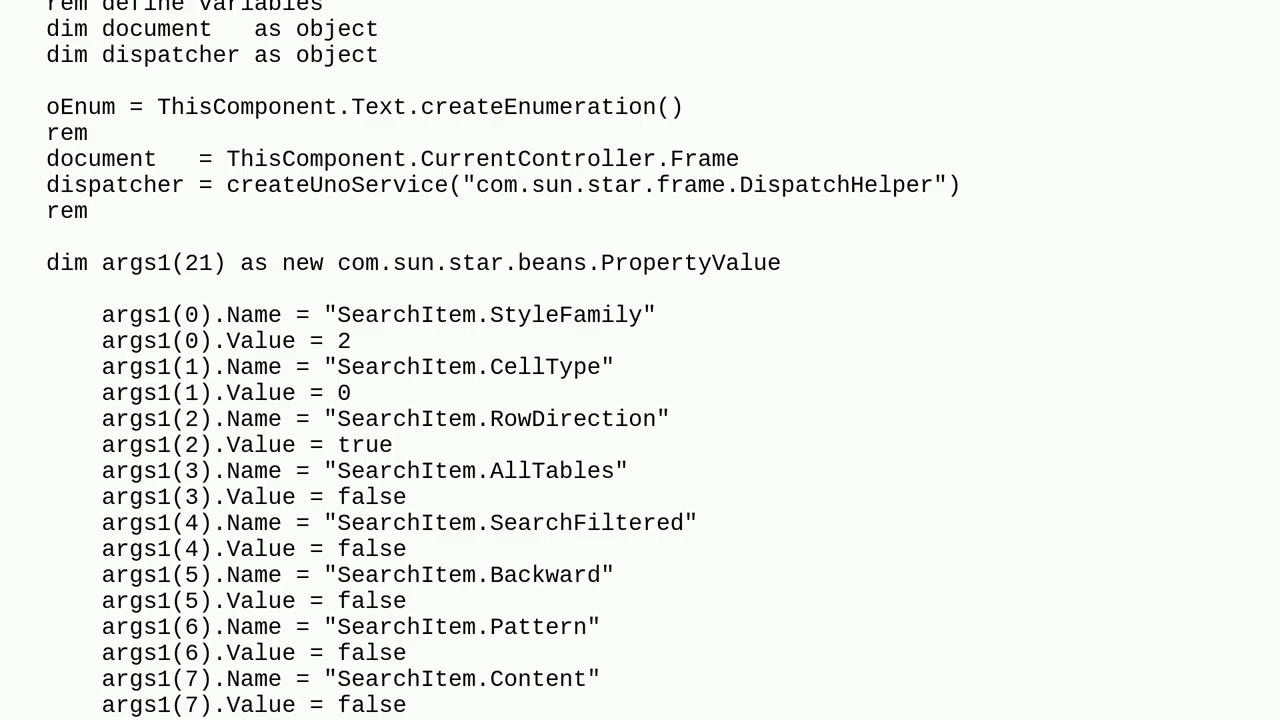 rem define variables
dim document   as object
dim dispatcher as object
oEnum = ThisComponent.Text.createEnumeration()
rem
document   = ThisComponent.CurrentController.Frame
dispatcher = createUnoService("com.sun.star.frame.DispatchHelper")
rem
dim args1(21) as new com.sun.star.beans.PropertyValue
args1(0).Name = "SearchItem.StyleFamily"
args1(0).Value = 2
args1(1).Name = "SearchItem.CellType"
args1(1).Value = 0
args1(2).Name = "SearchItem.RowDirection"
args1(2).Value = true
args1(3).Name = "SearchItem.AllTables"
args1(3).Value = false
args1(4).Name = "SearchItem.SearchFiltered"
args1(4).Value = false
args1(5).Name = "SearchItem.Backward"
args1(5).Value = false
args1(6).Name = "SearchItem.Pattern"
args1(6).Value = false
args1(7).Name = "SearchItem.Content"
args1(7).Value = false